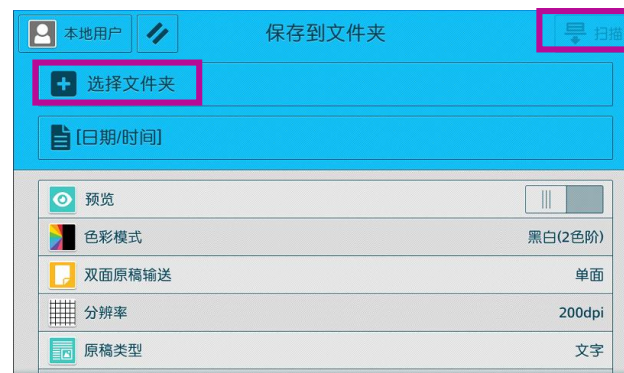 本地用户
保存到文件夹
扫描
选择文件夹
[日期/时间]
预览
色彩模式 黑白(2色阶)
双面原稿输送 单面
分辨率 200dpi
原稿类型 文字